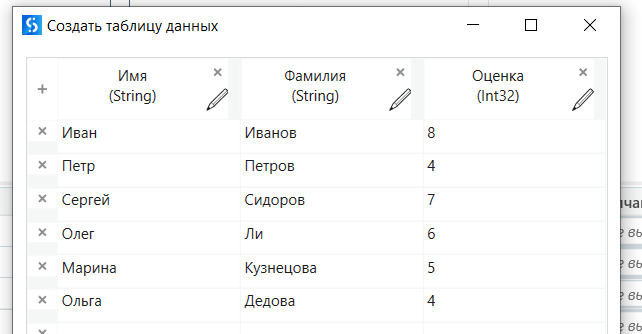 Создать таблицу данных
Имя
(String)
Фамилия
(String)
Оценка
(Int32)
Иван Иванов 8
Петр Петров 4
Сергей Сидоров 7
Олег Ли 6
Марина Кузнецова 5
Ольга Дедова 4